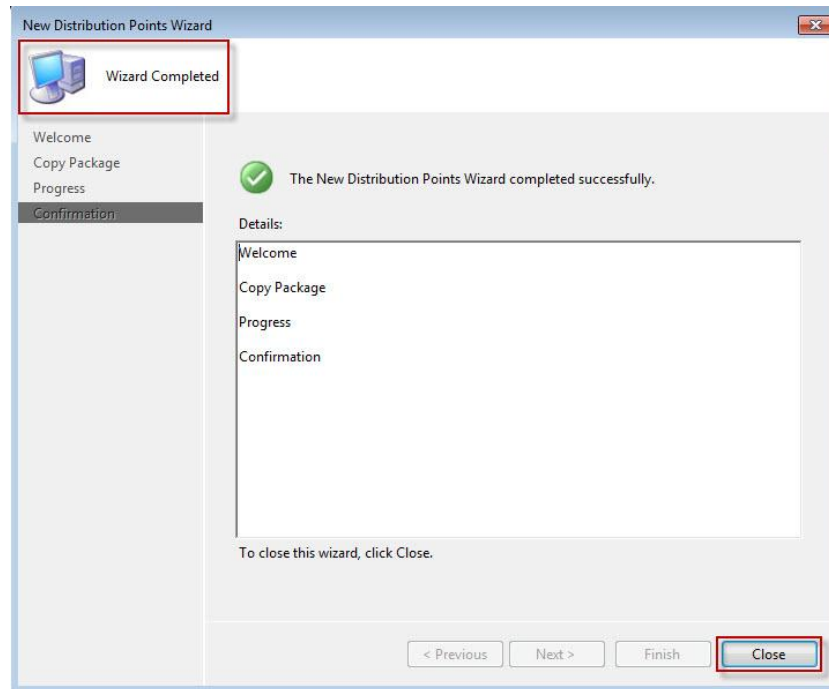 New Distribution Points Wizard
Wizard Completed
Welcome
Copy Package
Progress
Confirmation
The New Distribution Points Wizard completed successfully.
Details:
Welcome
Copy Package
Progress
Confirmation
To close this wizard, click Close.
< Previous
Next >
Finish
Close